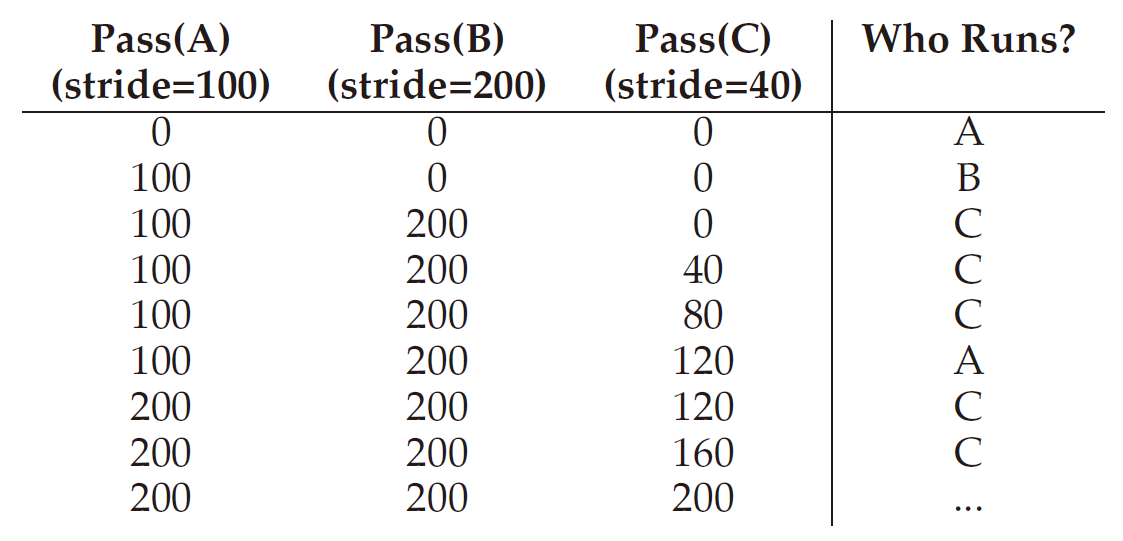 Pass(A) Pass(B) Pass(C) Who Runs?
(stride=100) (stride=200) (stride=40)
0 0 0 A
100 0 0 B
100 200 0 C
100 200 40 C
100 200 80 C
100 200 120 A
200 200 120 C
200 200 160 C
200 200 200 ...